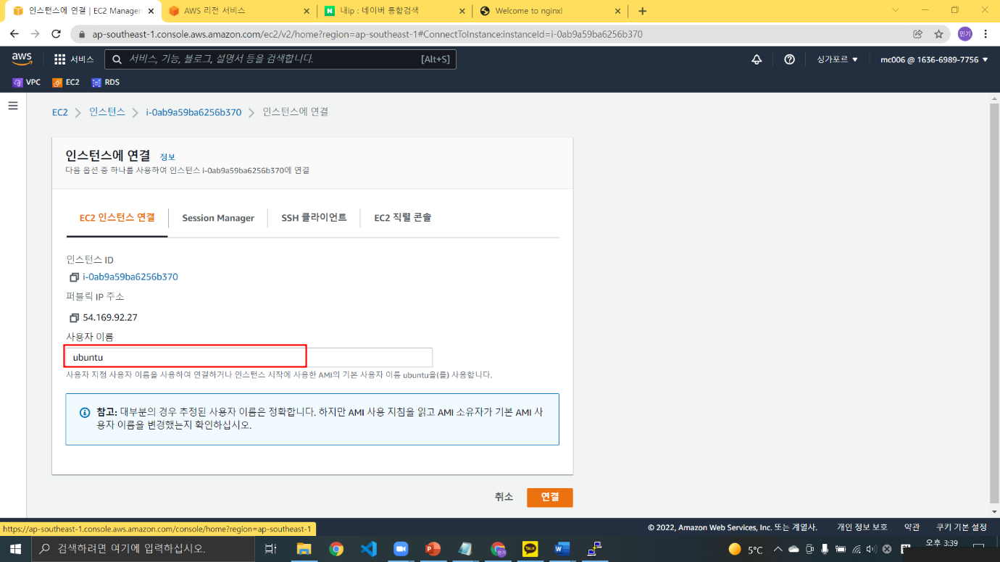 인스턴스에 연결 | EC2 Manager
AWS 리전 서비스
내ip : 네이버 통합검색
Welcome to nginx!
ap-southeast-1.console.aws.amazon.com/ec2/v2/home?region=ap-southeast-1#ConnectToInstance:instanceId=i-0ab9a59ba6256b370
민기
aws
서비스
서비스, 기능, 블로그, 설명서 등을 검색합니다.
[Alt+S]
싱가포르
mc006 @ 1636-6989-7756
VPC
EC2
RDS
EC2
인스턴스
i-0ab9a59ba6256b370
인스턴스에 연결
인스턴스에 연결 정보
다음 옵션 중 하나를 사용하여 인스턴스 i-0ab9a59ba6256b370에 연결
EC2 인스턴스 연결
Session Manager
SSH 클라이언트
EC2 직렬 콘솔
인스턴스 ID
i-0ab9a59ba6256b370
퍼블릭 IP 주소
54.169.92.27
사용자 이름
ubuntu
사용자 지정 사용자 이름을 사용하여 연결하거나 인스턴스 시작에 사용한 AMI의 기본 사용자 이름 ubuntu을(를) 사용합니다.
참고: 대부분의 경우 추정된 사용자 이름은 정확합니다. 하지만 AMI 사용 지침을 읽고 AMI 소유자가 기본 AMI 사
용자 이름을 변경했는지 확인하십시오.
취소
연결
https://ap-southeast-1.console.aws.amazon.com/console/home?region=ap-southeast-1
© 2022, Amazon Web Services, Inc. 또는 계열사.
개인 정보 보호
약관
쿠키 기본 설정
검색하려면 여기에 입력하십시오.
TALK
5°C
오후 3:39